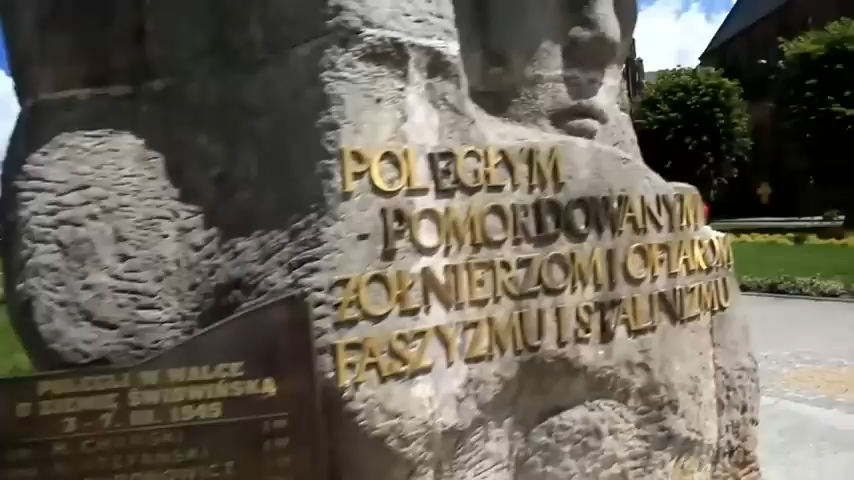 POLEGŁYM
POMORDOWANYM
ŻOŁNIERZOM I OFIAROM
FASZYZMU I STALINIZMU
POLEGLI W WALCE
O ZIEMIĘ ŚWIDWIŃSKĄ
3 - 7. III. 1945